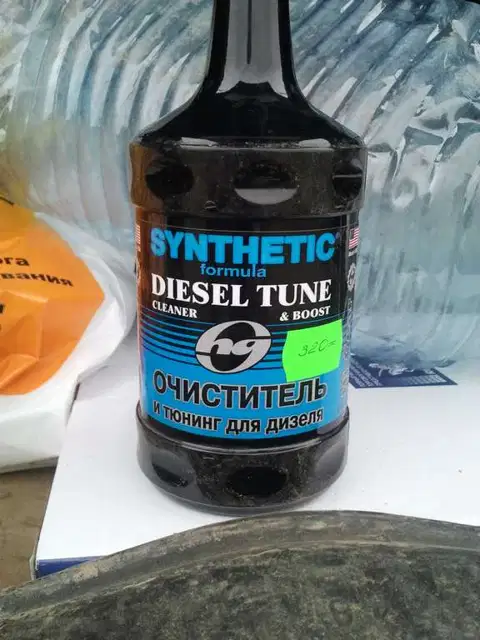 SYNTHETIC
formula
DIESEL TUNE
CLEANER & BOOST
hg
320=
ОЧИСТИТЕЛЬ
И ТЮНИНГ ДЛЯ ДИЗЕЛЯ